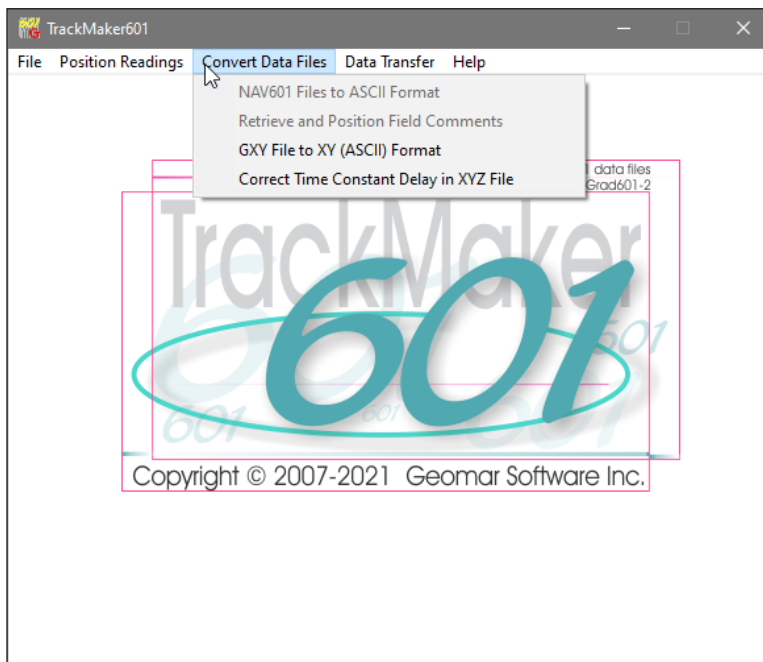 TrackMaker601
File Position Readings Convert Data Files Data Transfer Help
NAV601 Files to ASCII Format
Retrieve and Position Field Comments
GXY File to XY (ASCII) Format
Correct Time Constant Delay in XYZ File
data files
Grad601-2
TrackMaker
601
601
601
601
601
601
Copyright © 2007-2021 Geomar Software Inc.